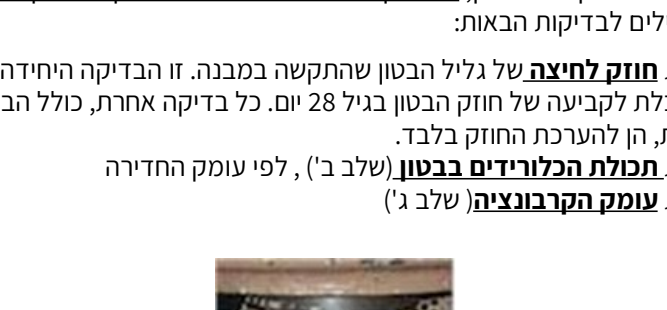 לים לבדיקות הבאות:
חוזק לחיצה של גליל הבטון שהתקשה במבנה. זו הבדיקה היחידה
לת לקביעה של חוזק הבטון בגיל 28 יום. כל בדיקה אחרת, כולל הב
ת, הן להערכת החוזק בלבד.
תכולת הכלורידים בבטון (שלב ב') , לפי עומק החדירה
עומק הקרבונציה( שלב ג')